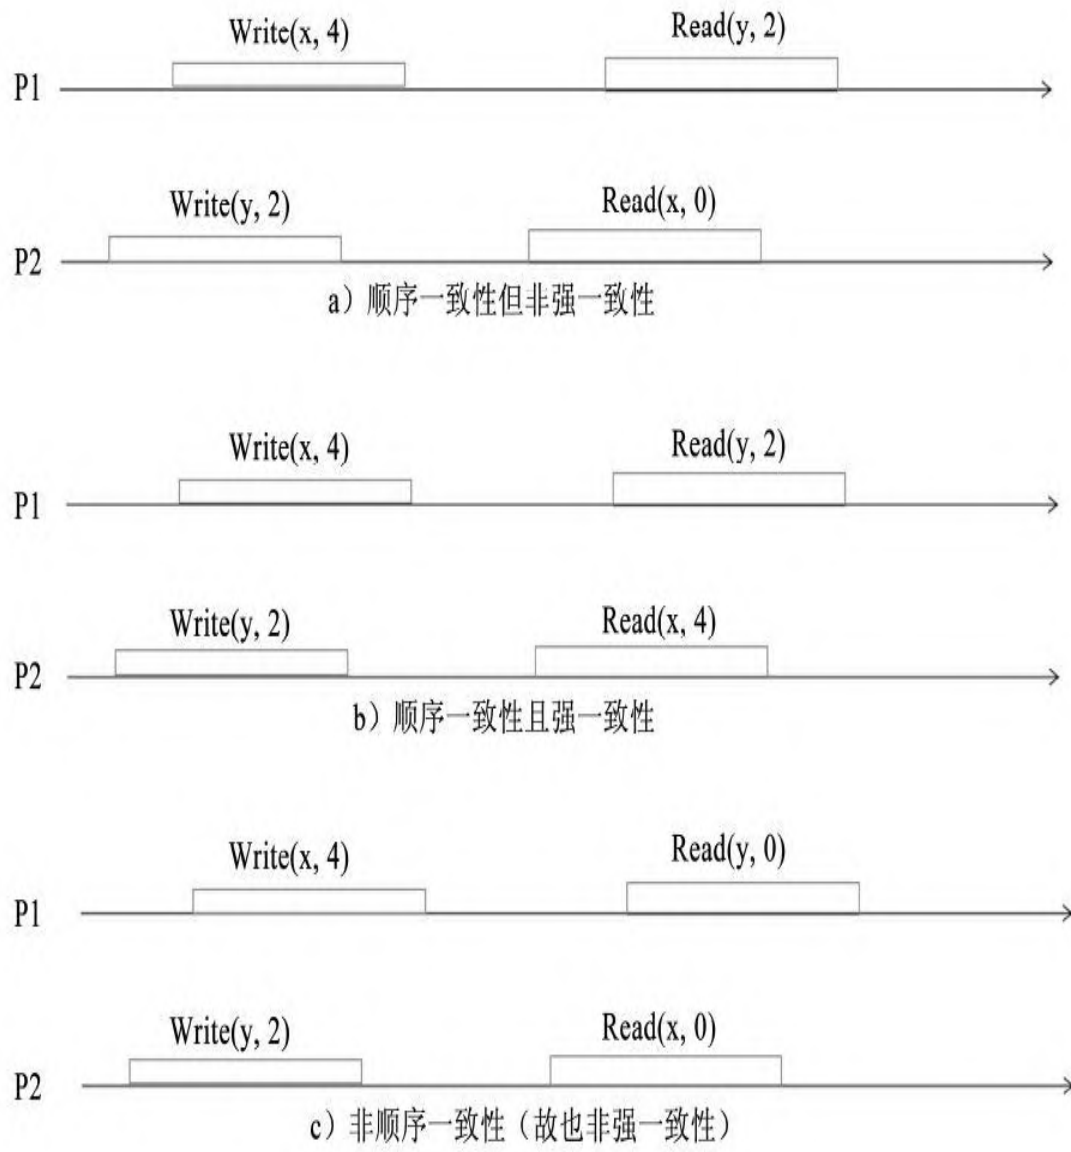 Write(x, 4) Read(y, 2)
P1
Write(y, 2) Read(x, 0)
P2
a）顺序一致性但非强一致性
Write(x, 4) Read(y, 2)
P1
Write(y, 2) Read(x, 4)
P2
b）顺序一致性且强一致性
Write(x, 4) Read(y, 0)
P1
Write(y, 2) Read(x, 0)
P2
c）非顺序一致性（故也非强一致性）